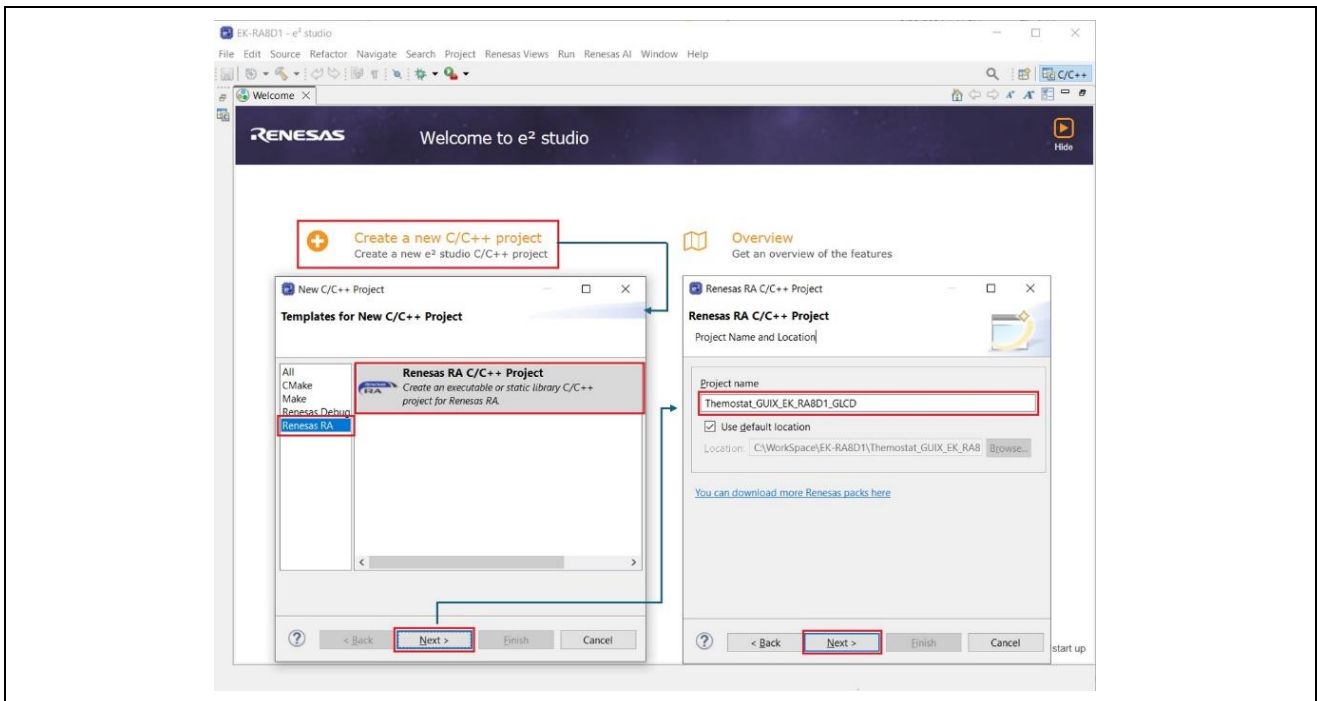 EK-RA8D1 - e² studio
File Edit Source Refactor Navigate Search Project Renesas Views Run Renesas AI Window Help
C/C++
Welcome
RENESAS
Welcome to e² studio
Hide
Create a new C/C++ project
Create a new e² studio C/C++ project
Overview
Get an overview of the features
New C/C++ Project
Templates for New C/C++ Project
All
CMake
Make
Renesas Debug
Renesas RA
RA
Renesas RA C/C++ Project
Create an executable or static library C/C++
project for Renesas RA.
< Back Next > Finish Cancel
Renesas RA C/C++ Project
Renesas RA C/C++ Project
Project Name and Location
Project name
Themostat_GUIX_EK_RA8D1_GLCD
Use default location
Location: C:\WorkSpace\EK-RA8D1\Themostat_GUIX_EK_RA8 Browse...
You can download more Renesas packs here
< Back Next > Finish Cancel
start up